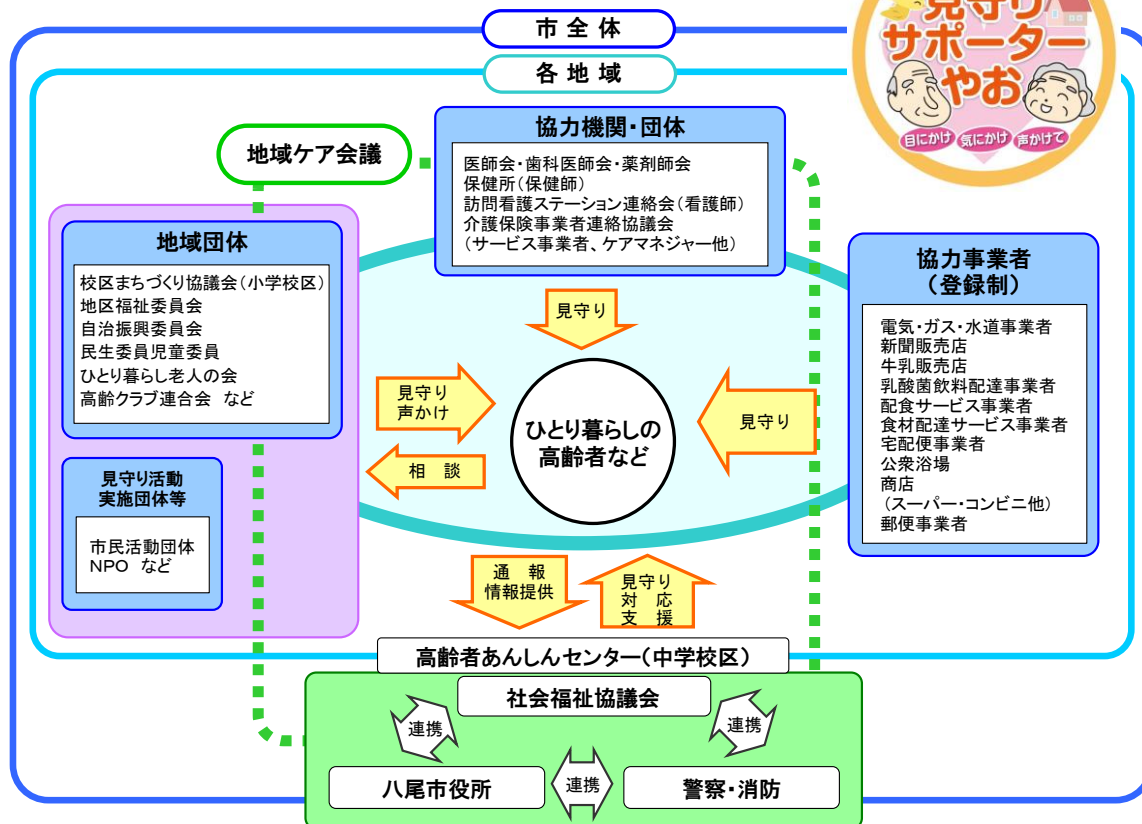 市全体
各地域
見守り
サポーター
やお
目にかけ 気にかけ 声かけて
地域ケア会議
協力機関・団体
医師会・歯科医師会・薬剤師会
保健所(保健師)
訪問看護ステーション連絡会(看護師)
介護保険事業者連絡協議会
(サービス事業者、ケアマネジャー他)
地域団体
校区まちづくり協議会(小学校区)
地区福祉委員会
自治振興委員会
民生委員児童委員
ひとり暮らし老人の会
高齢クラブ連合会 など
見守り活動
実施団体等
市民活動団体
NPO など
協力事業者
(登録制)
電気・ガス・水道事業者
新聞販売店
牛乳販売店
乳酸菌飲料配達事業者
配食サービス事業者
食材配達サービス事業者
宅配便事業者
公衆浴場
商店
(スーパー・コンビニ他)
郵便事業者
見守り
見守り
声かけ
相 談
ひとり暮らしの
高齢者など
見守り
通 報
情報提供
見守り
対 応
支 援
高齢者あんしんセンター(中学校区)
社会福祉協議会
連携
連携
八尾市役所
連携
警察・消防